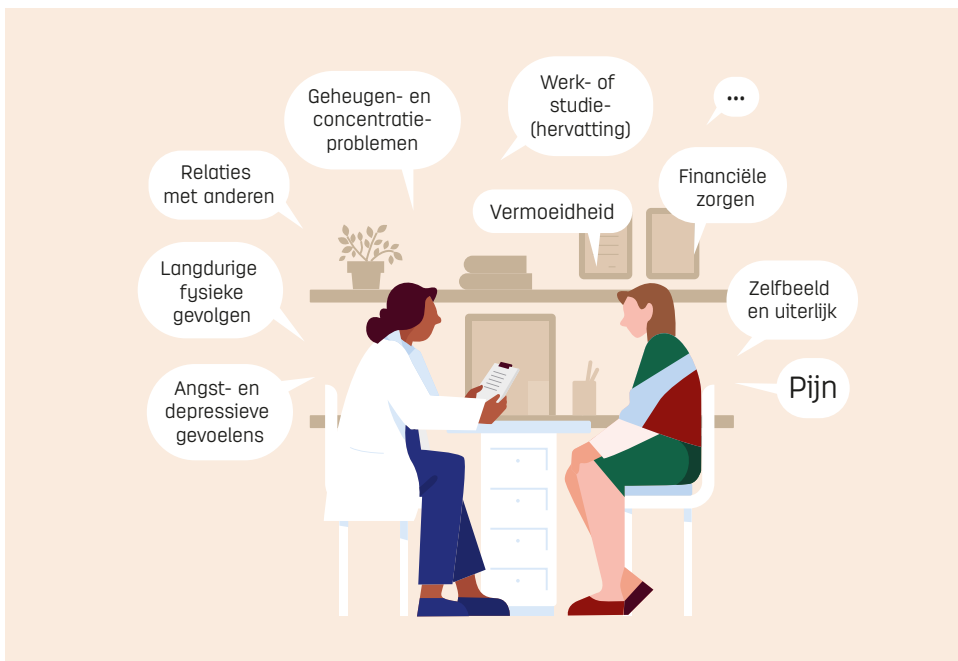 Geheugen- en
concentratie-
problemen
Werk- of
studie-
(hervatting)
...
Relaties
met anderen
Vermoeidheid
Financiële
zorgen
Langdurige
fysieke
gevolgen
Zelfbeeld
en uiterlijk
Angst- en
depressieve
gevoelens
Pijn